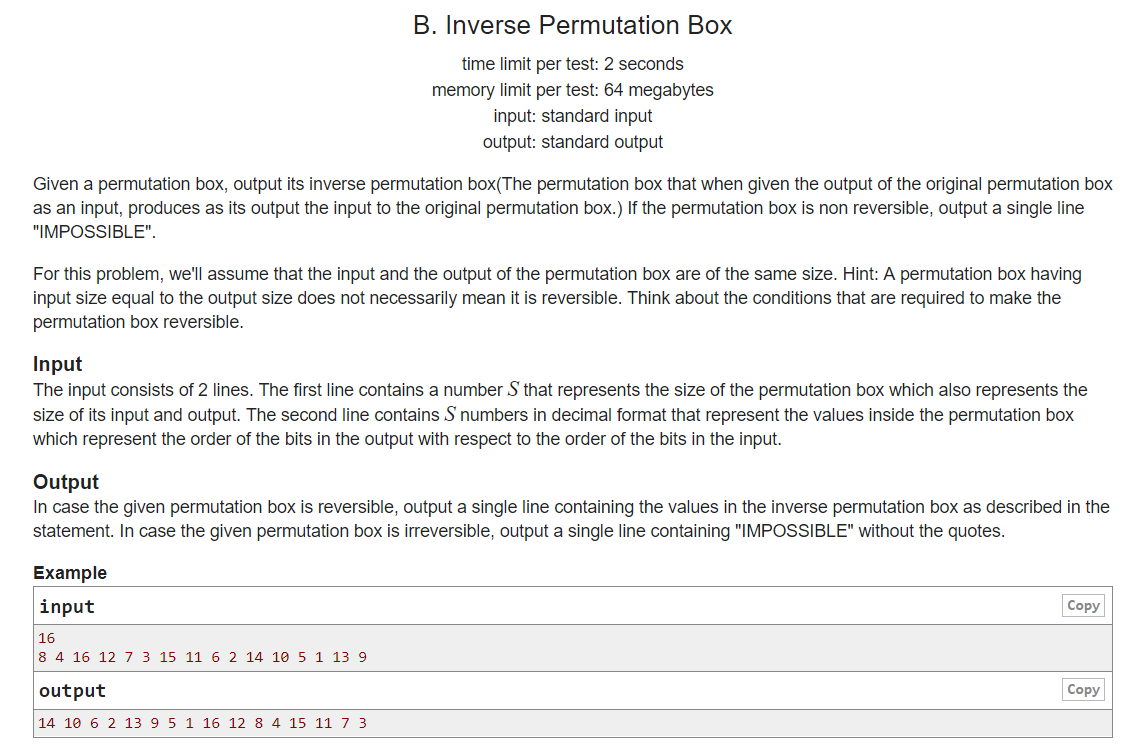 B. Inverse Permutation Box
time limit per test: 2 seconds
memory limit per test: 64 megabytes
input: standard input
output: standard output
Given a permutation box, output its inverse permutation box(The permutation box that when given the output of the original permutation box
as an input, produces as its output the input to the original permutation box.) If the permutation box is non reversible, output a single line
"IMPOSSIBLE".
For this problem, we'll assume that the input and the output of the permutation box are of the same size. Hint: A permutation box having
input size equal to the output size does not necessarily mean it is reversible. Think about the conditions that are required to make the
permutation box reversible.
Input
The input consists of 2 lines. The first line contains a number S that represents the size of the permutation box which also represents the
size of its input and output. The second line contains S numbers in decimal format that represent the values inside the permutation box
which represent the order of the bits in the output with respect to the order of the bits in the input.
Output
In case the given permutation box is reversible, output a single line containing the values in the inverse permutation box as described in the
statement. In case the given permutation box is irreversible, output a single line containing "IMPOSSIBLE" without the quotes.
Example
input Copy
16
8 4 16 12 7 3 15 11 6 2 14 10 5 1 13 9
output Copy
14 10 6 2 13 9 5 1 16 12 8 4 15 11 7 3